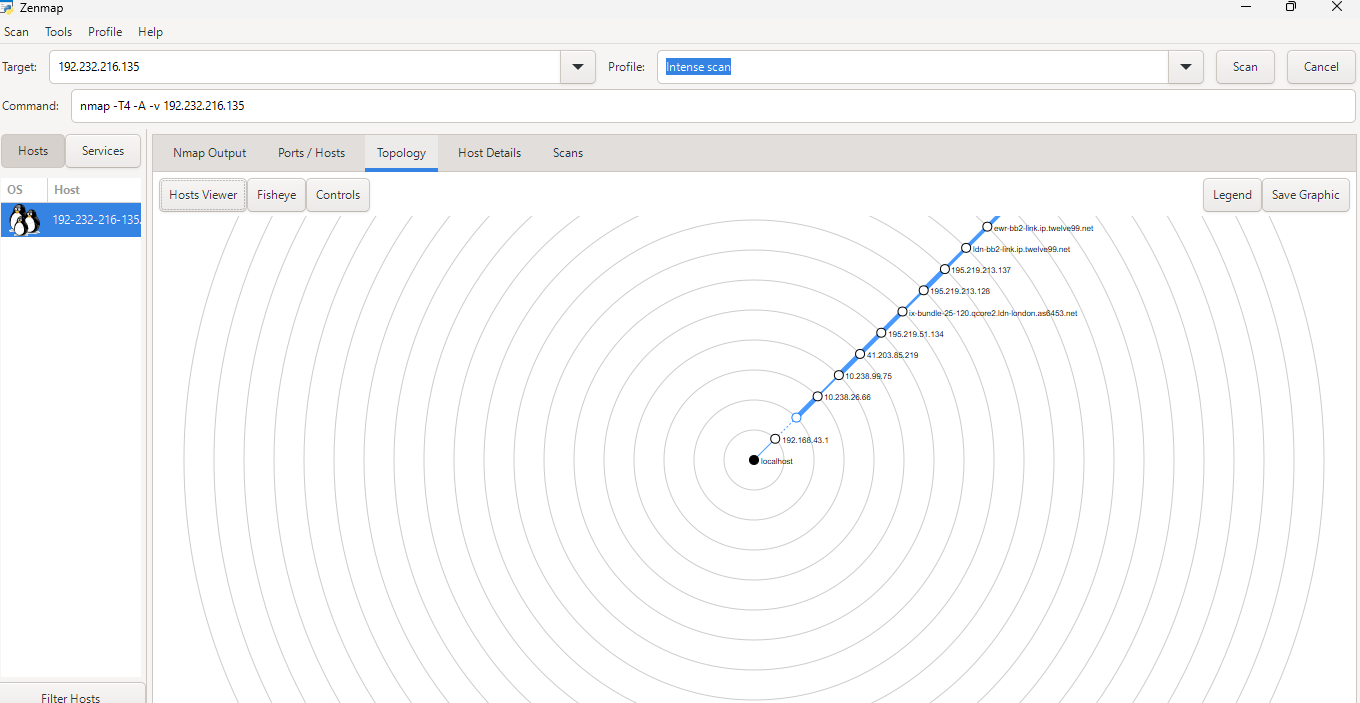 Zenmap
Scan Tools Profile Help
Target: 192.232.216.135 Profile: Intense scan Scan Cancel
Command: nmap -T4 -A -v 192.232.216.135
Hosts Services
Nmap Output Ports / Hosts Topology Host Details Scans
OS Host
192-232-216-135.
Hosts Viewer Fisheye Controls Legend Save Graphic
ewr-bb2-link.ip.twelve99.net
ldn-bb2-link.ip.twelve99.net
195.219.213.137
195.219.213.128
ix-bundle-25-120.qcore2.ldn-london.as6453.net
195.219.51.134
41.203.85.219
10.238.99.75
10.238.26.66
192.168.43.1
localhost
Filter Hosts